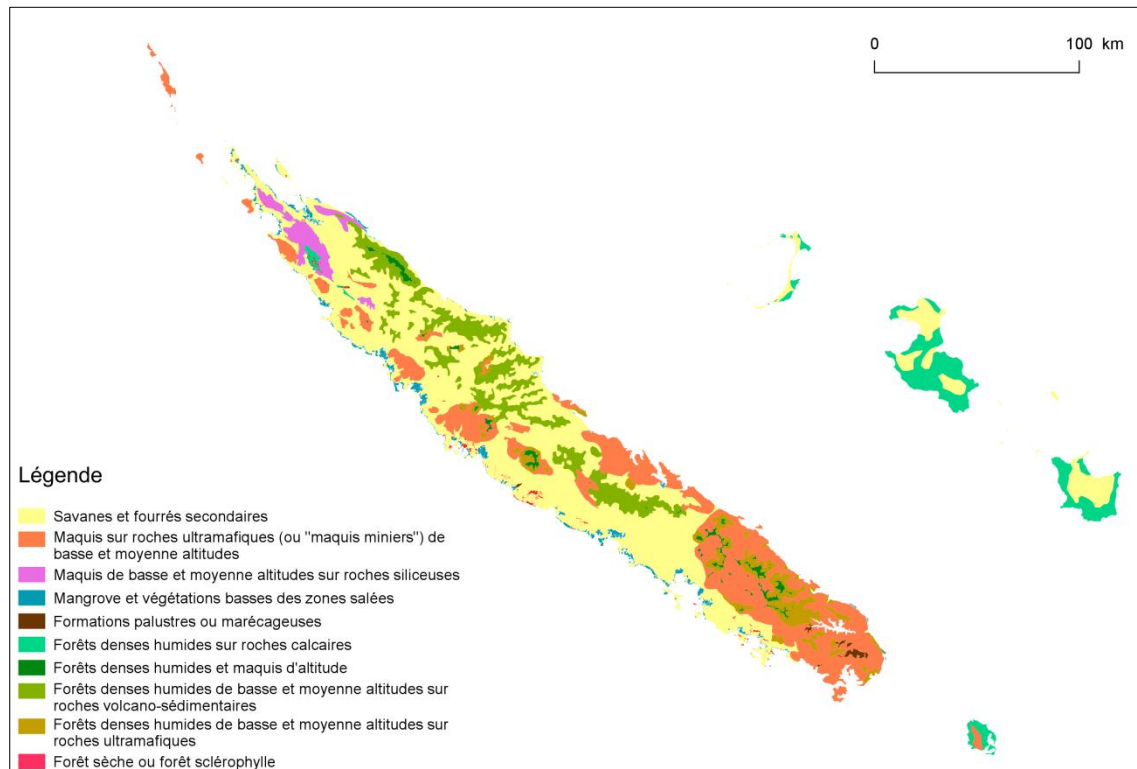 0 100 km
Légende
Savanes et fourrés secondaires
Maquis sur roches ultramafiques (ou "maquis miniers") de
basse et moyenne altitudes
Maquis de basse et moyenne altitudes sur roches siliceuses
Mangrove et végétations basses des zones salées
Formations palustres ou marécageuses
Forêts denses humides sur roches calcaires
Forêts denses humides et maquis d'altitude
Forêts denses humides de basse et moyenne altitudes sur
roches volcano-sédimentaires
Forêts denses humides de basse et moyenne altitudes sur
roches ultramafiques
Forêt sèche ou forêt sclérophylle